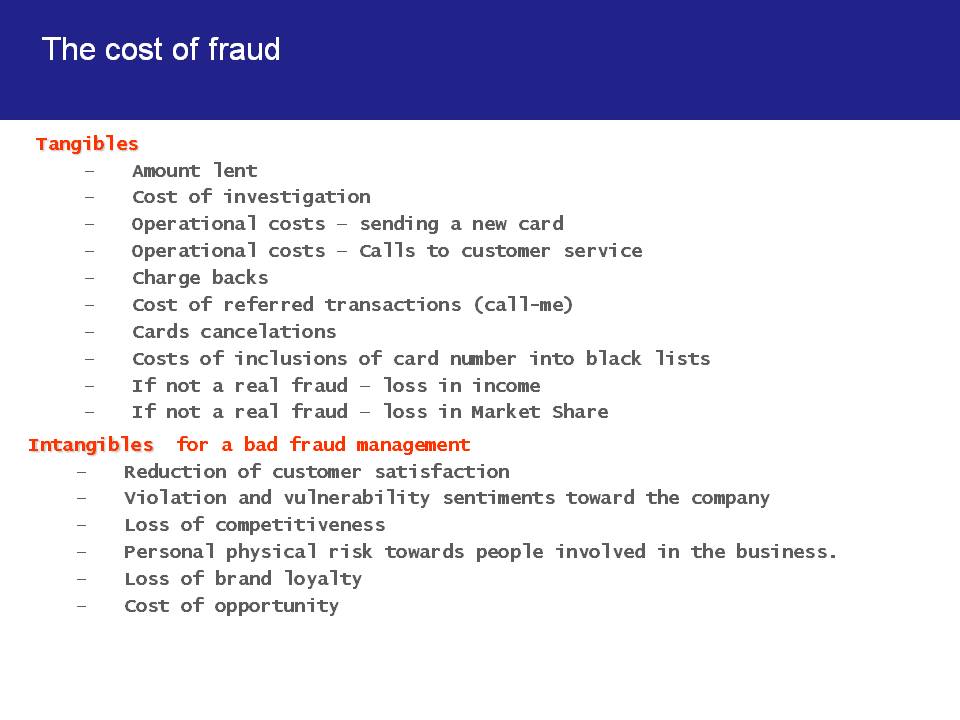 The cost of fraud
Tangibles
– Amount lent
– Cost of investigation
– Operational costs – sending a new card
– Operational costs – Calls to customer service
– Charge backs
– Cost of referred transactions (call-me)
– Cards cancelations
– Costs of inclusions of card number into black lists
– If not a real fraud – loss in income
– If not a real fraud – loss in Market Share
Intangibles for a bad fraud management
– Reduction of customer satisfaction
– Violation and vulnerability sentiments toward the company
– Loss of competitiveness
– Personal physical risk towards people involved in the business.
– Loss of brand loyalty
– Cost of opportunity